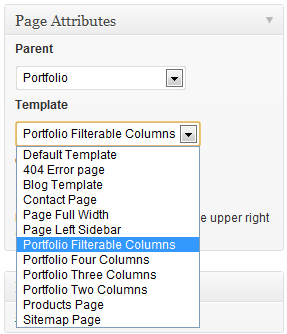 Page Attributes
Parent
Portfolio
Template
Portfolio Filterable Columns
Default Template
404 Error page
Blog Template
Contact Page
Page Full Width
Page Left Sidebar
e upper right
Portfolio Filterable Columns
Portfolio Four Columns
Portfolio Three Columns
Portfolio Two Columns
Products Page
Sitemap Page